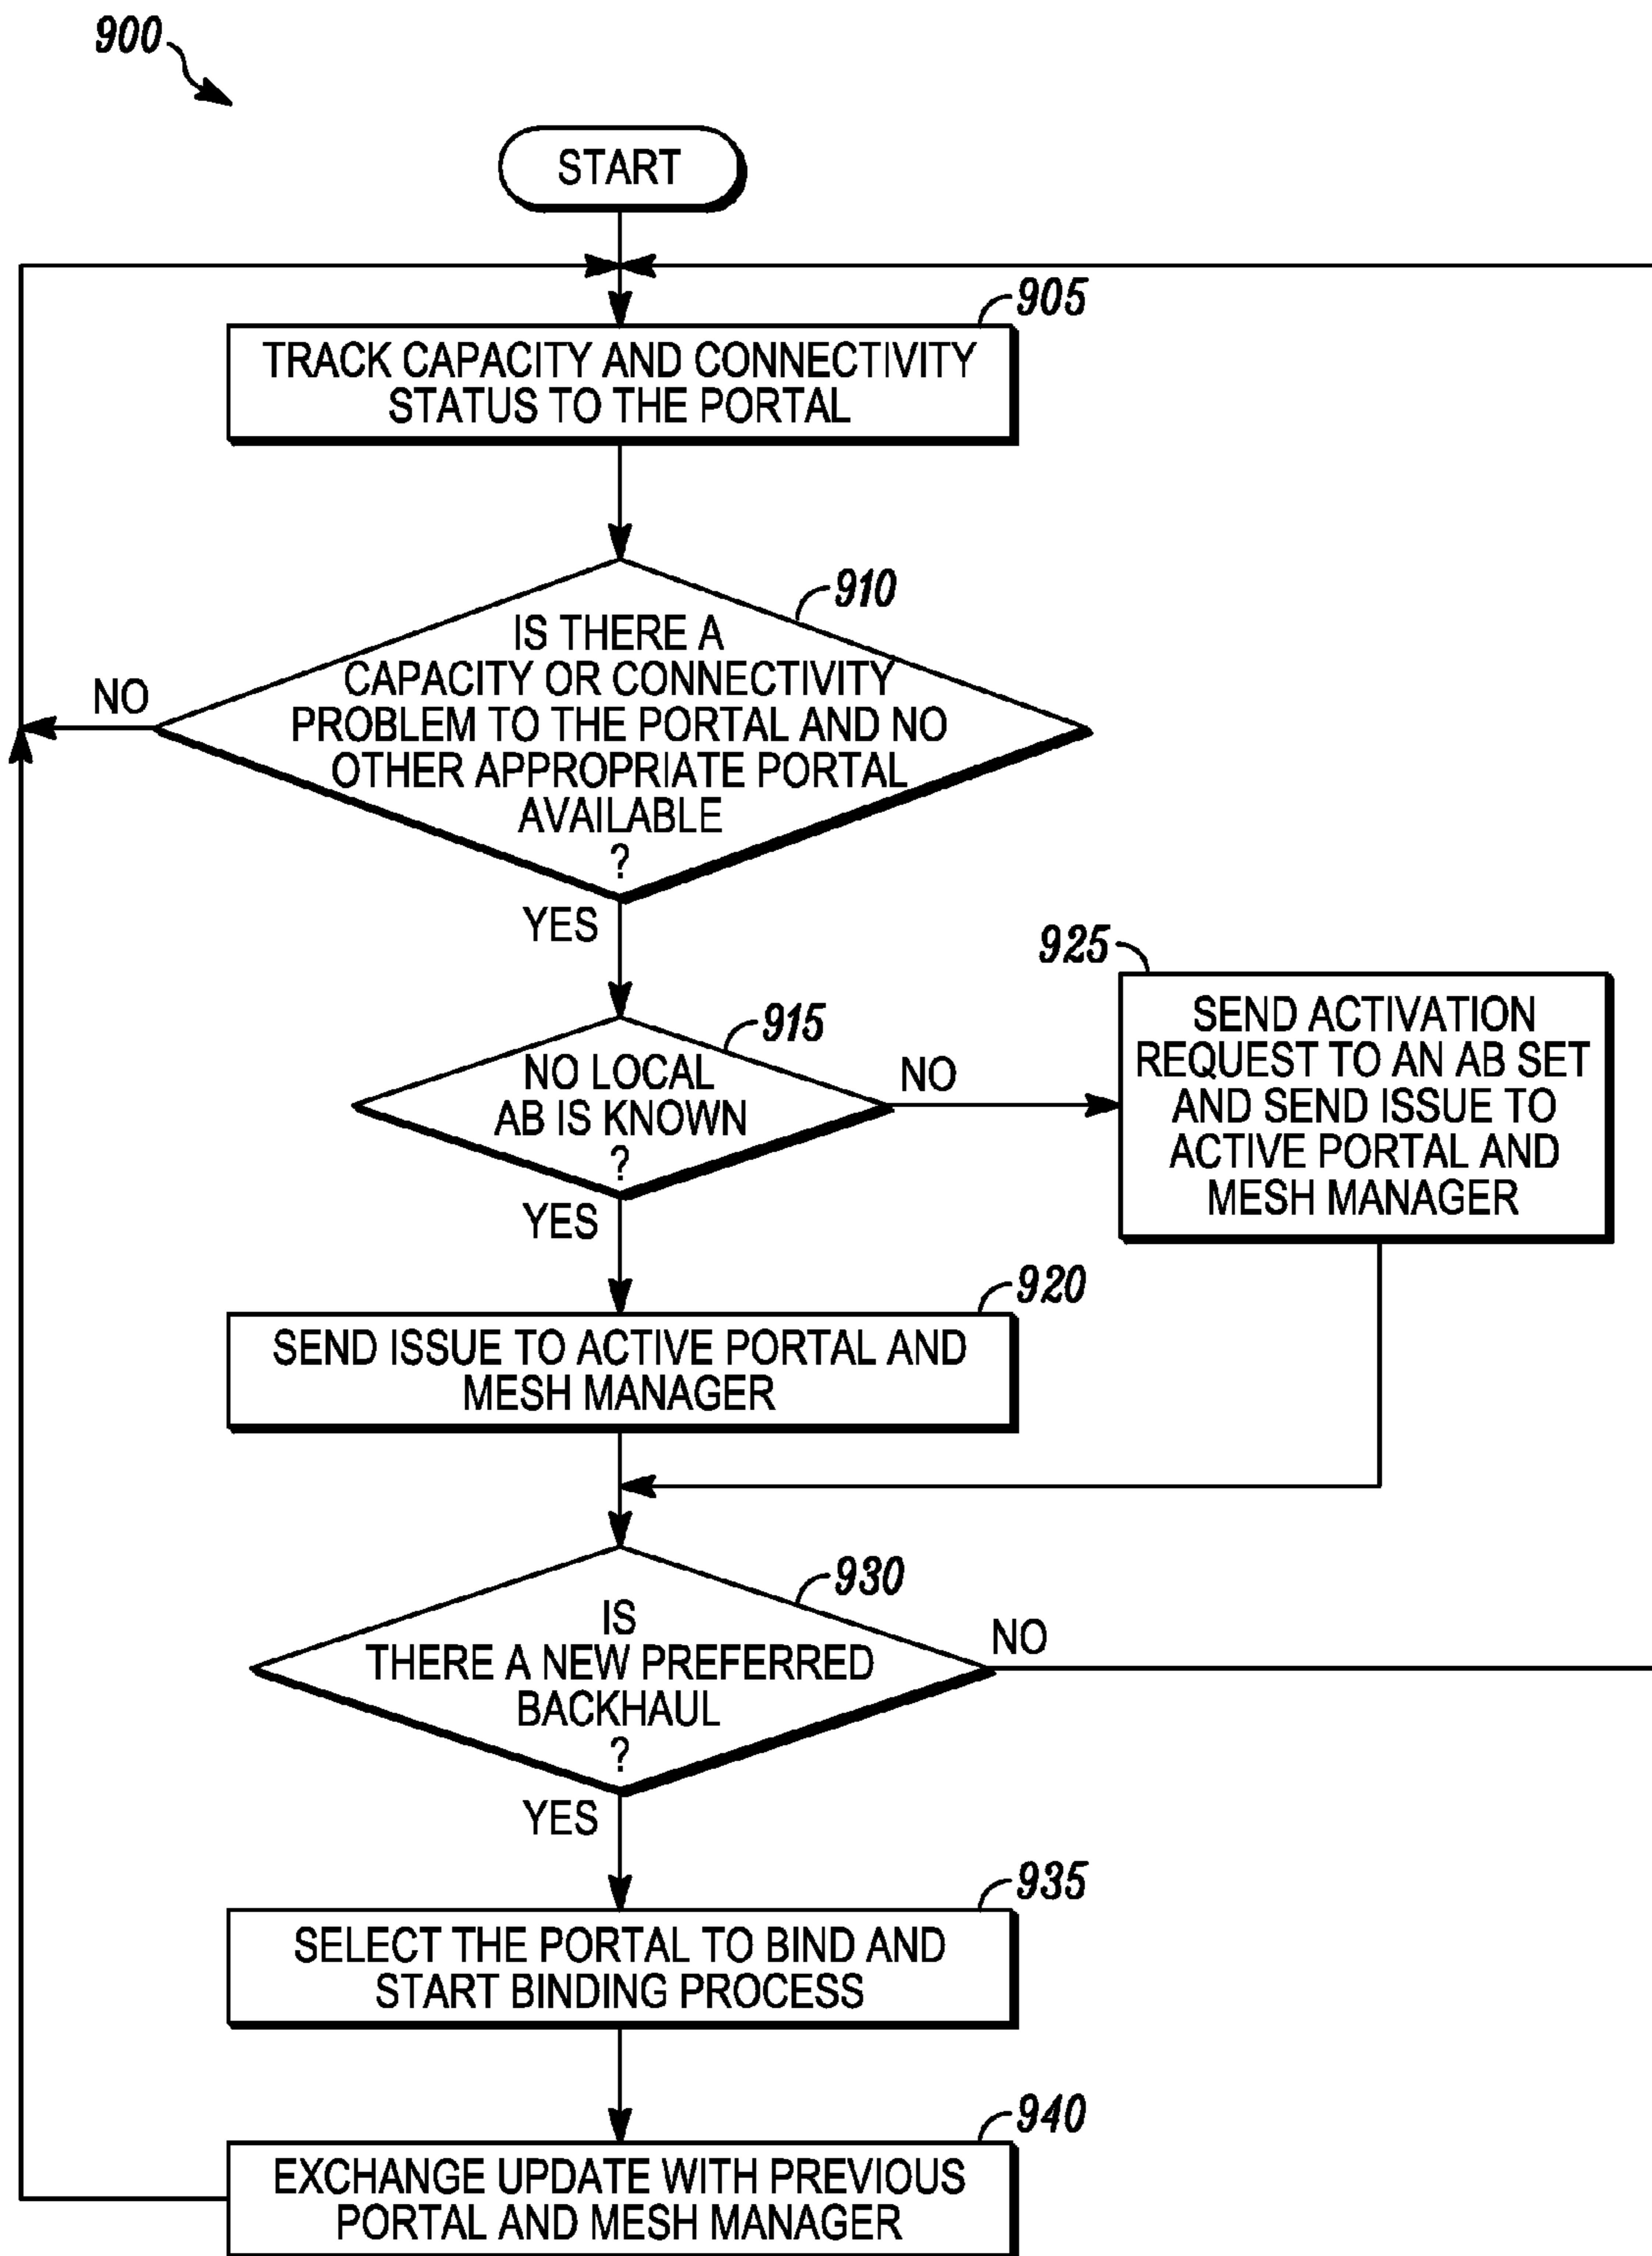 900
START
905
TRACK CAPACITY AND CONNECTIVITY
STATUS TO THE PORTAL
910
IS THERE A
CAPACITY OR CONNECTIVITY
PROBLEM TO THE PORTAL AND NO
OTHER APPROPRIATE PORTAL
AVAILABLE
?
NO
YES
915
NO LOCAL
AB IS KNOWN
?
NO
YES
925
SEND ACTIVATION
REQUEST TO AN AB SET
AND SEND ISSUE TO
ACTIVE PORTAL AND
MESH MANAGER
920
SEND ISSUE TO ACTIVE PORTAL AND
MESH MANAGER
930
IS
THERE A NEW PREFERRED
BACKHAUL
?
NO
YES
935
SELECT THE PORTAL TO BIND AND
START BINDING PROCESS
940
EXCHANGE UPDATE WITH PREVIOUS
PORTAL AND MESH MANAGER